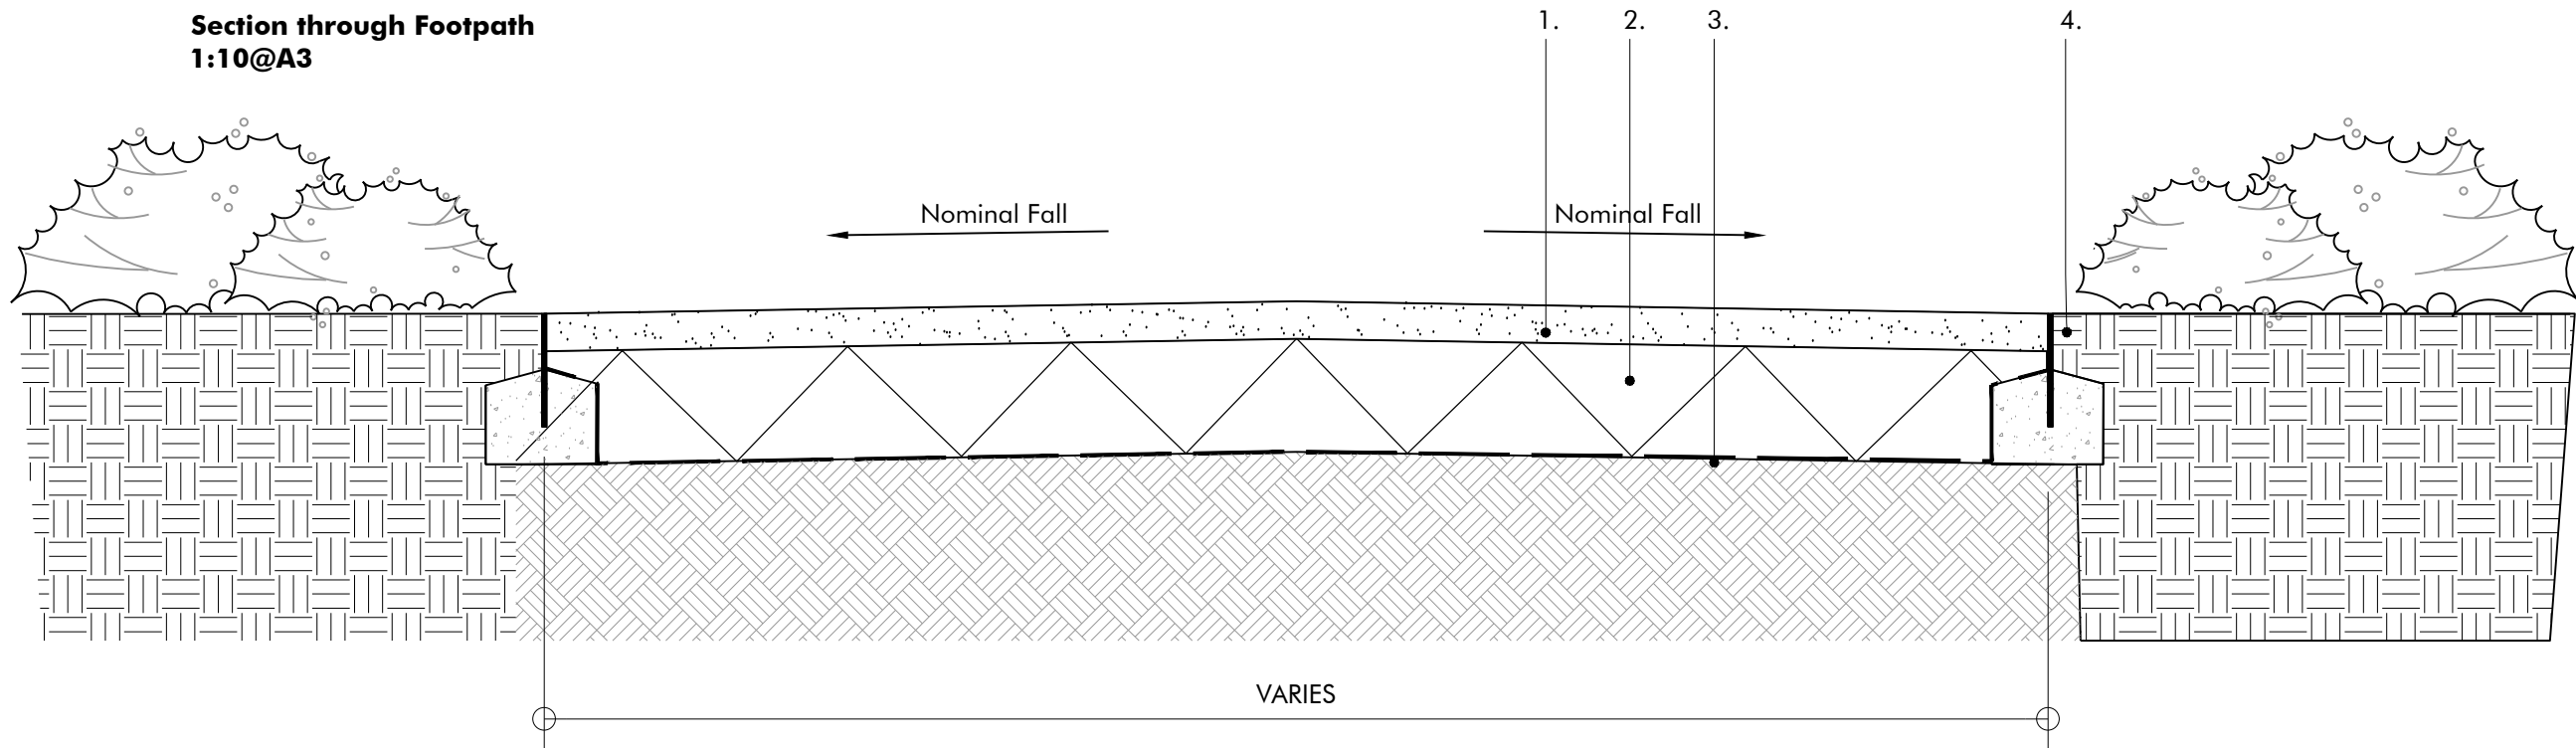 Section through Footpath
1:10@A3
1. 2. 3. 4.
Nominal Fall Nominal Fall
VARIES